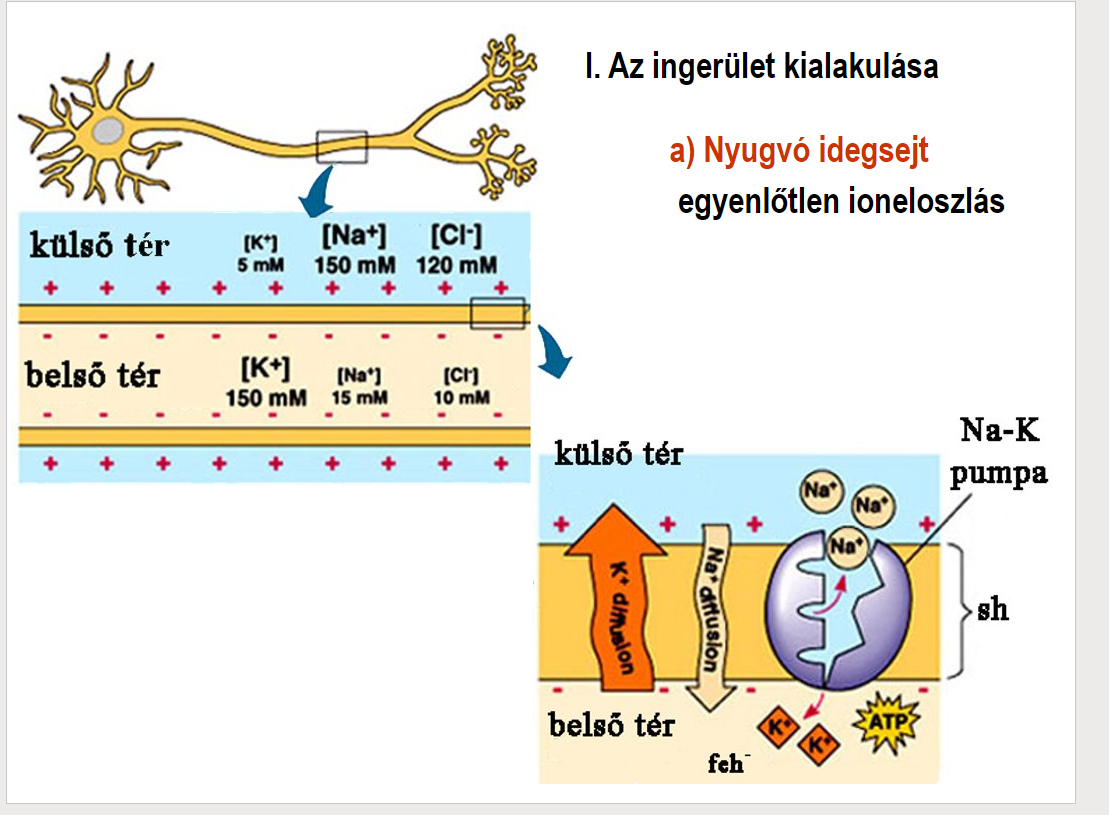 I. Az ingerület kialakulása
a) Nyugvó idegsejt
egyenlőtlen ioneloszlás
külső tér
[K+] [Na+] [Cl-]
5 mM 150 mM 120 mM
+ + + + + + + + +
- - - - - - - - -
belső tér
[K+] [Na+] [Cl-]
150 mM 15 mM 10 mM
- - - - - - - - -
+ + + + + + + + +
Na-K
pumpa
külső tér
Na+ Na+
+ + + +
Na+
K+ diffusion
Na+ diffusion
sh
- - - -
belső tér
K+ K+ ATP
feh-